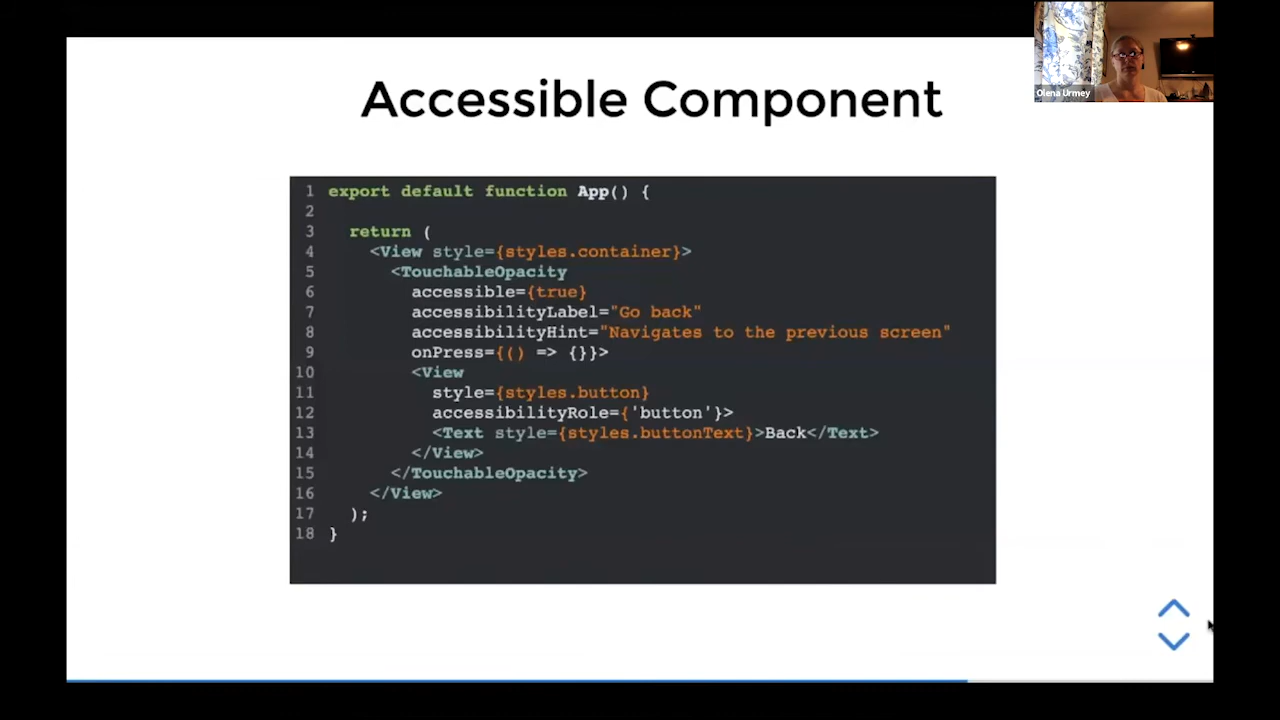 Accessible Component
Olena Urmey
1 export default function App() {
2
3   return (
4     <View style={styles.container}>
5       <TouchableOpacity
6         accessible={true}
7         accessibilityLabel="Go back"
8         accessibilityHint="Navigates to the previous screen"
9         onPress={() => {}}>
10         <View
11           style={styles.button}
12           accessibilityRole={'button'}>
13           <Text style={styles.buttonText}>Back</Text>
14         </View>
15       </TouchableOpacity>
16     </View>
17   );
18 }